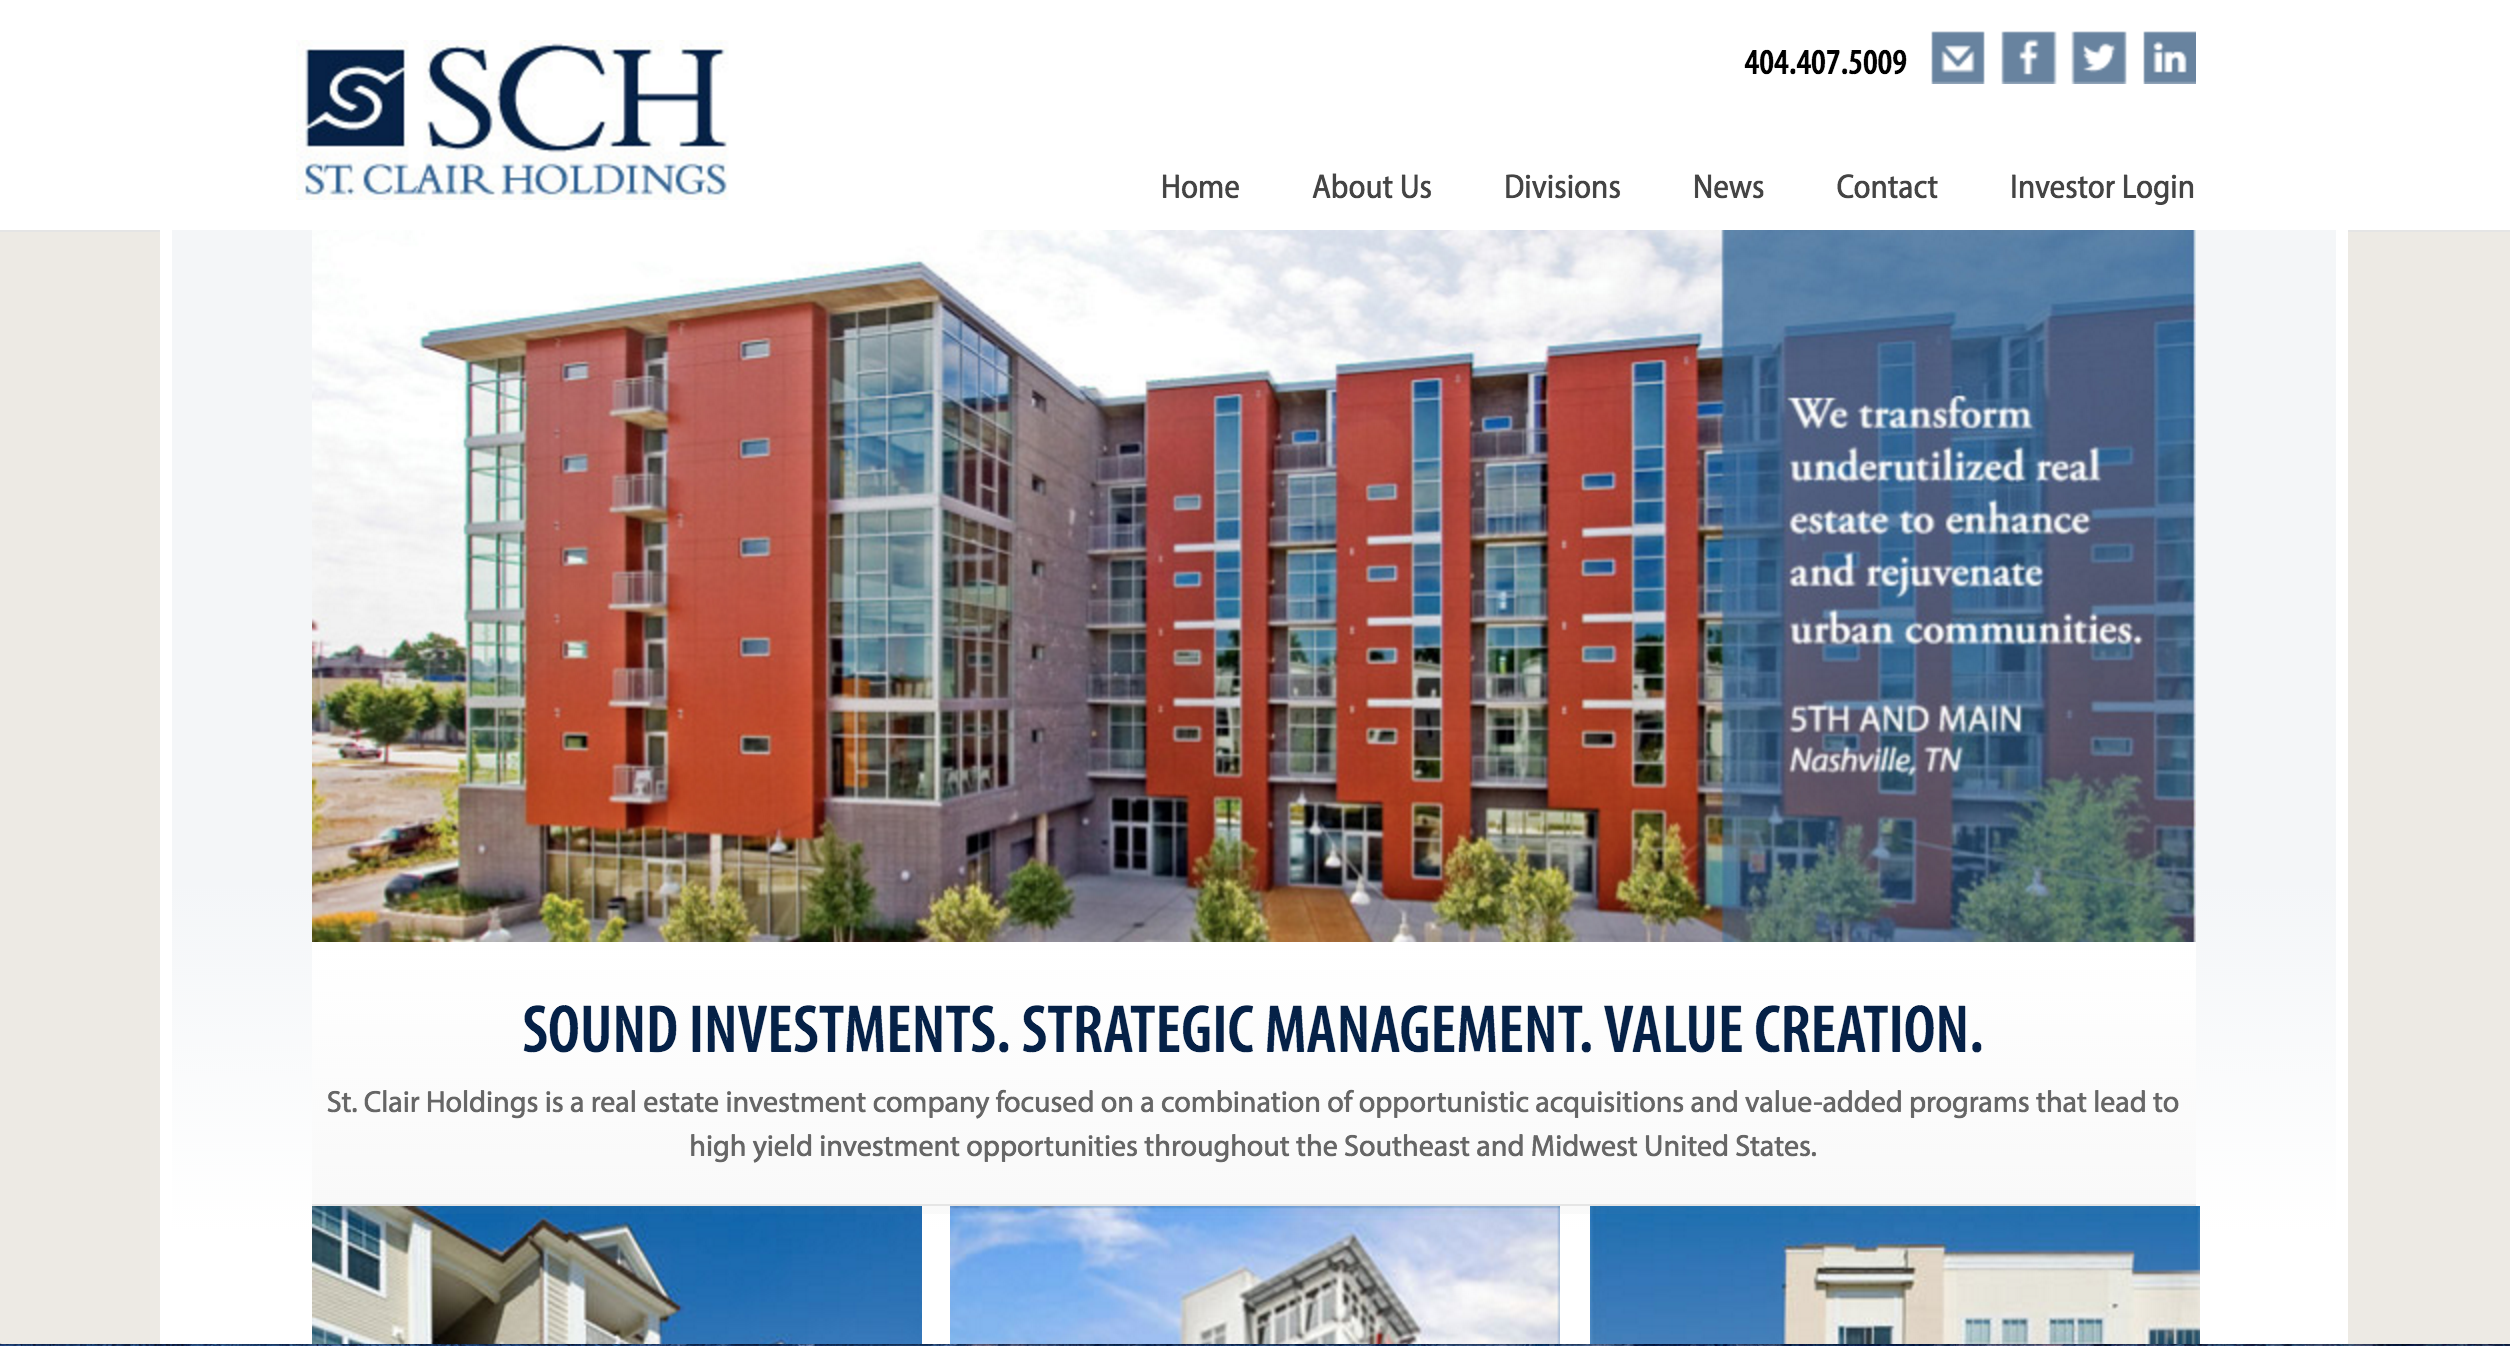 SCH
ST. CLAIR HOLDINGS
404.407.5009
Home
About Us
Divisions
News
Contact
Investor Login
We transform
underutilized real
estate to enhance
and rejuvenate
urban communities.
5TH AND MAIN
Nashville, TN
SOUND INVESTMENTS. STRATEGIC MANAGEMENT. VALUE CREATION.
St. Clair Holdings is a real estate investment company focused on a combination of opportunistic acquisitions and value-added programs that lead to
high yield investment opportunities throughout the Southeast and Midwest United States.